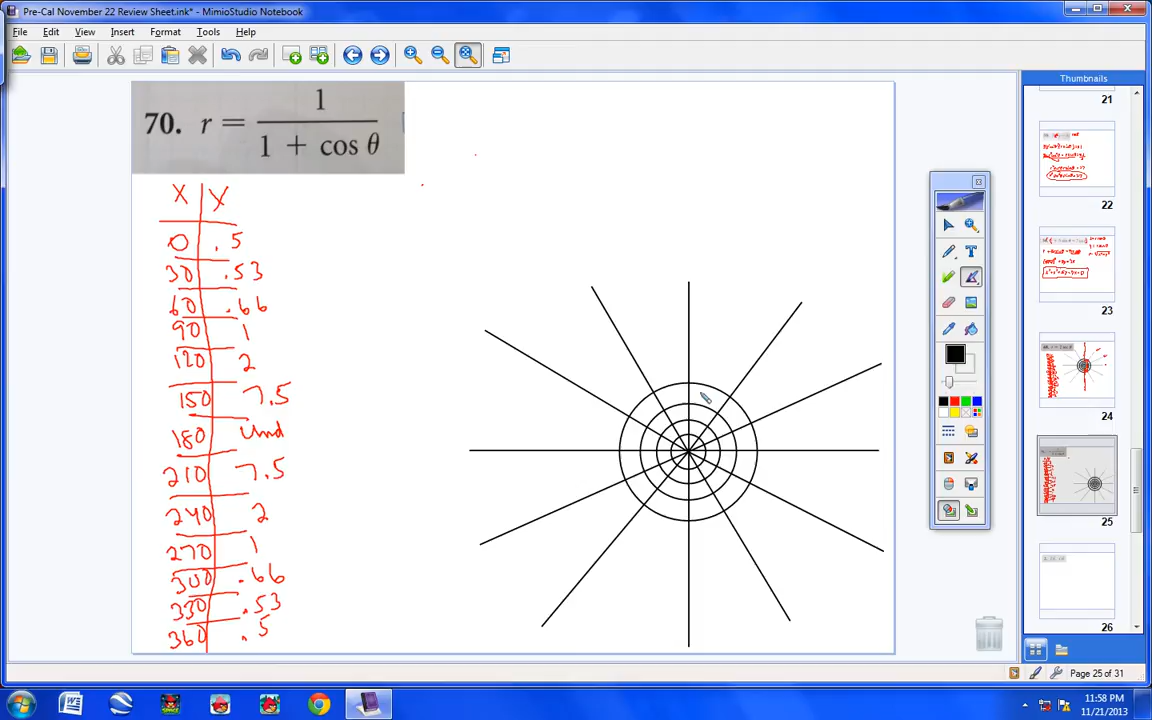 Pre-Cal November 22 Review Sheet.ink* - MimioStudio Notebook
File Edit View Insert Format Tools Help
Thumbnails
70. r = 1 / 1 + cos θ
X Y
0 .5
30 .53
60 .66
90 1
120 2
150 7.5
180 Und
210 7.5
240 2
270 1
300 .66
330 .53
360 .5
21
22
23
24
25
26
Page 25 of 31
11:58 PM
11/21/2013